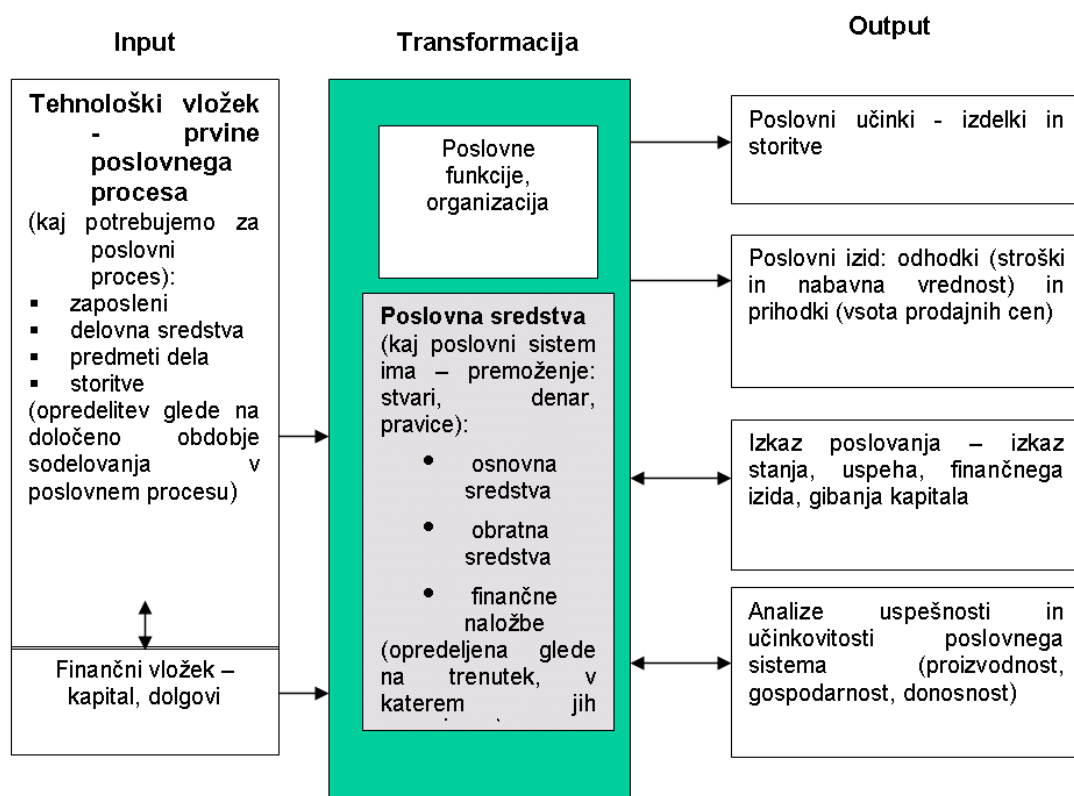 Input
Transformacija
Output
Tehnološki vložek
- prvine
poslovnega
procesa
(kaj potrebujemo za
poslovni
proces):
▪ zaposleni
▪ delovna sredstva
▪ predmeti dela
▪ storitve
(opredelitev glede na
določeno obdobje
sodelovanja v
poslovnem procesu)
Finančni vložek –
kapital, dolgovi
Poslovne
funkcije,
organizacija
Poslovna sredstva
(kaj poslovni sistem
ima – premoženje:
stvari, denar,
pravice):
• osnovna
sredstva
• obratna
sredstva
• finančne
naložbe
(opredeljena glede
na trenutek, v
katerem jih
Poslovni učinki - izdelki in
storitve
Poslovni izid: odhodki (stroški
in nabavna vrednost) in
prihodki (vsota prodajnih cen)
Izkaz poslovanja – izkaz
stanja, uspeha, finančnega
izida, gibanja kapitala
Analize uspešnosti in
učinkovitosti poslovnega
sistema (proizvodnost,
gospodarnost, donosnost)